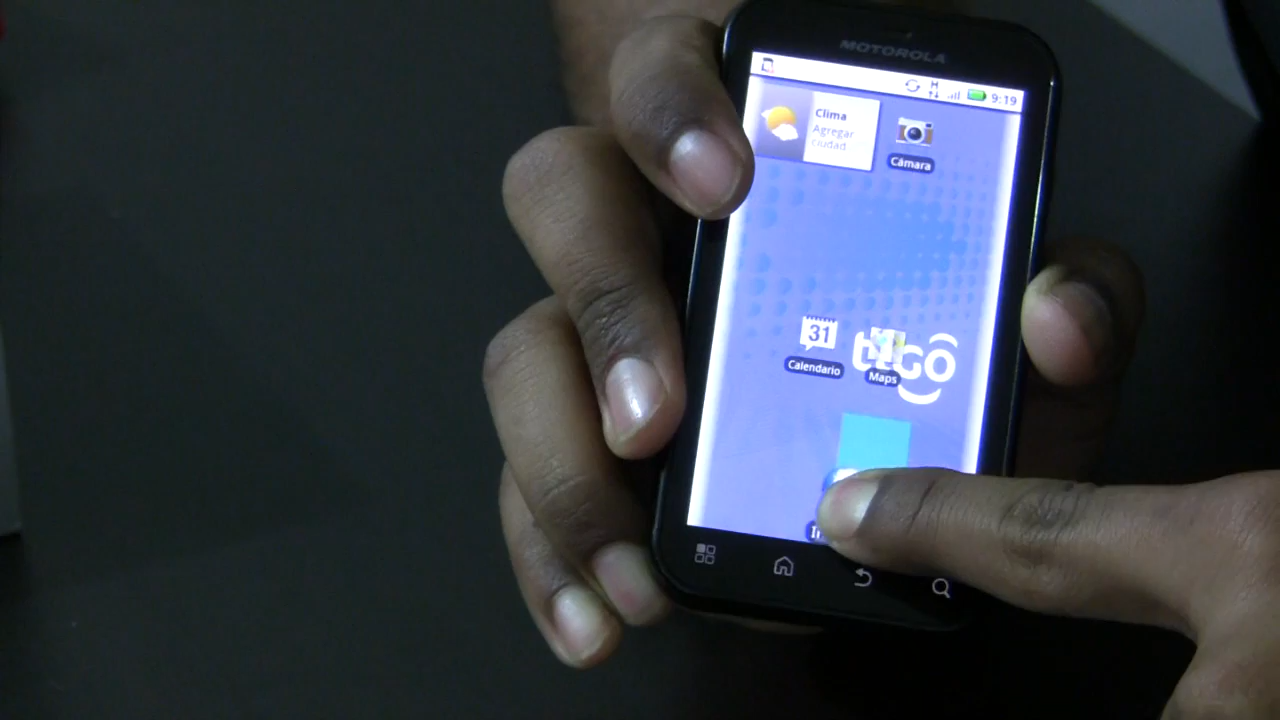 MOTOROLA
H 9:19
Clima
Agregar
ciudad
Cámara
31
Calendario
tigo
Maps